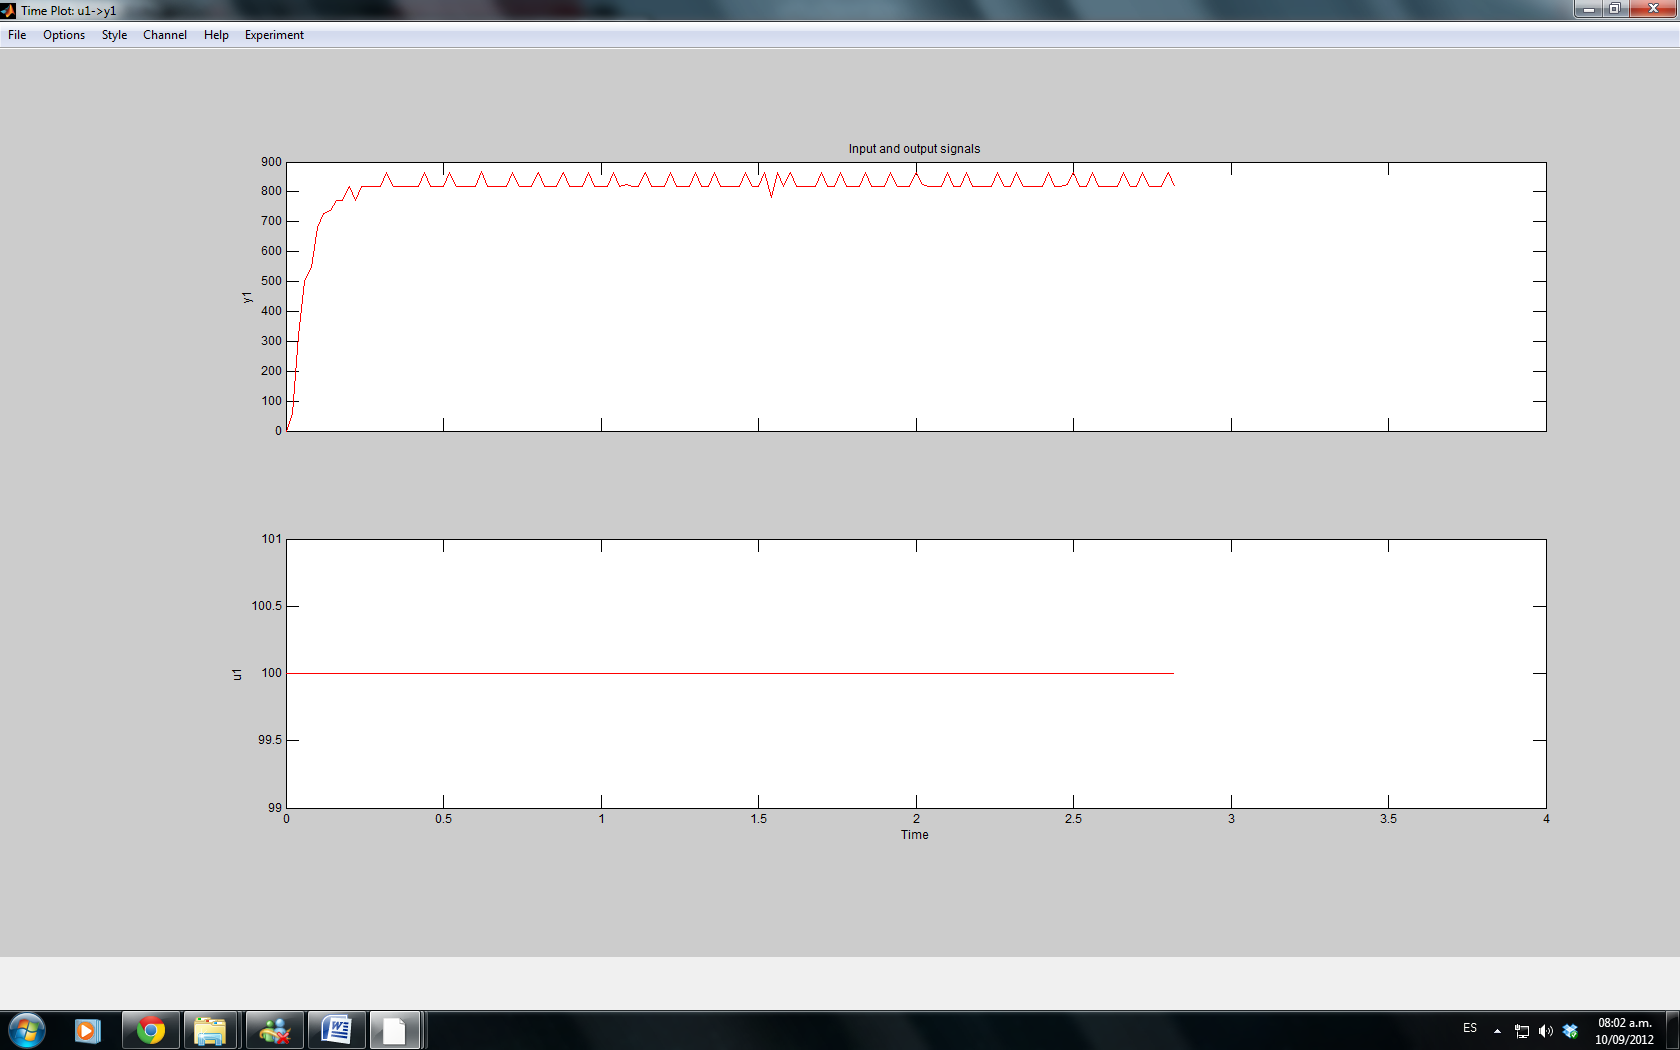 Time Plot: u1->y1
File Options Style Channel Help Experiment
Input and output signals
900
800
700
600
500
400
300
200
100
0
y1
101
100.5
100
99.5
99
u1
0 0.5 1 1.5 2 2.5 3 3.5 4
Time
ES
08:02 a.m.
10/09/2012